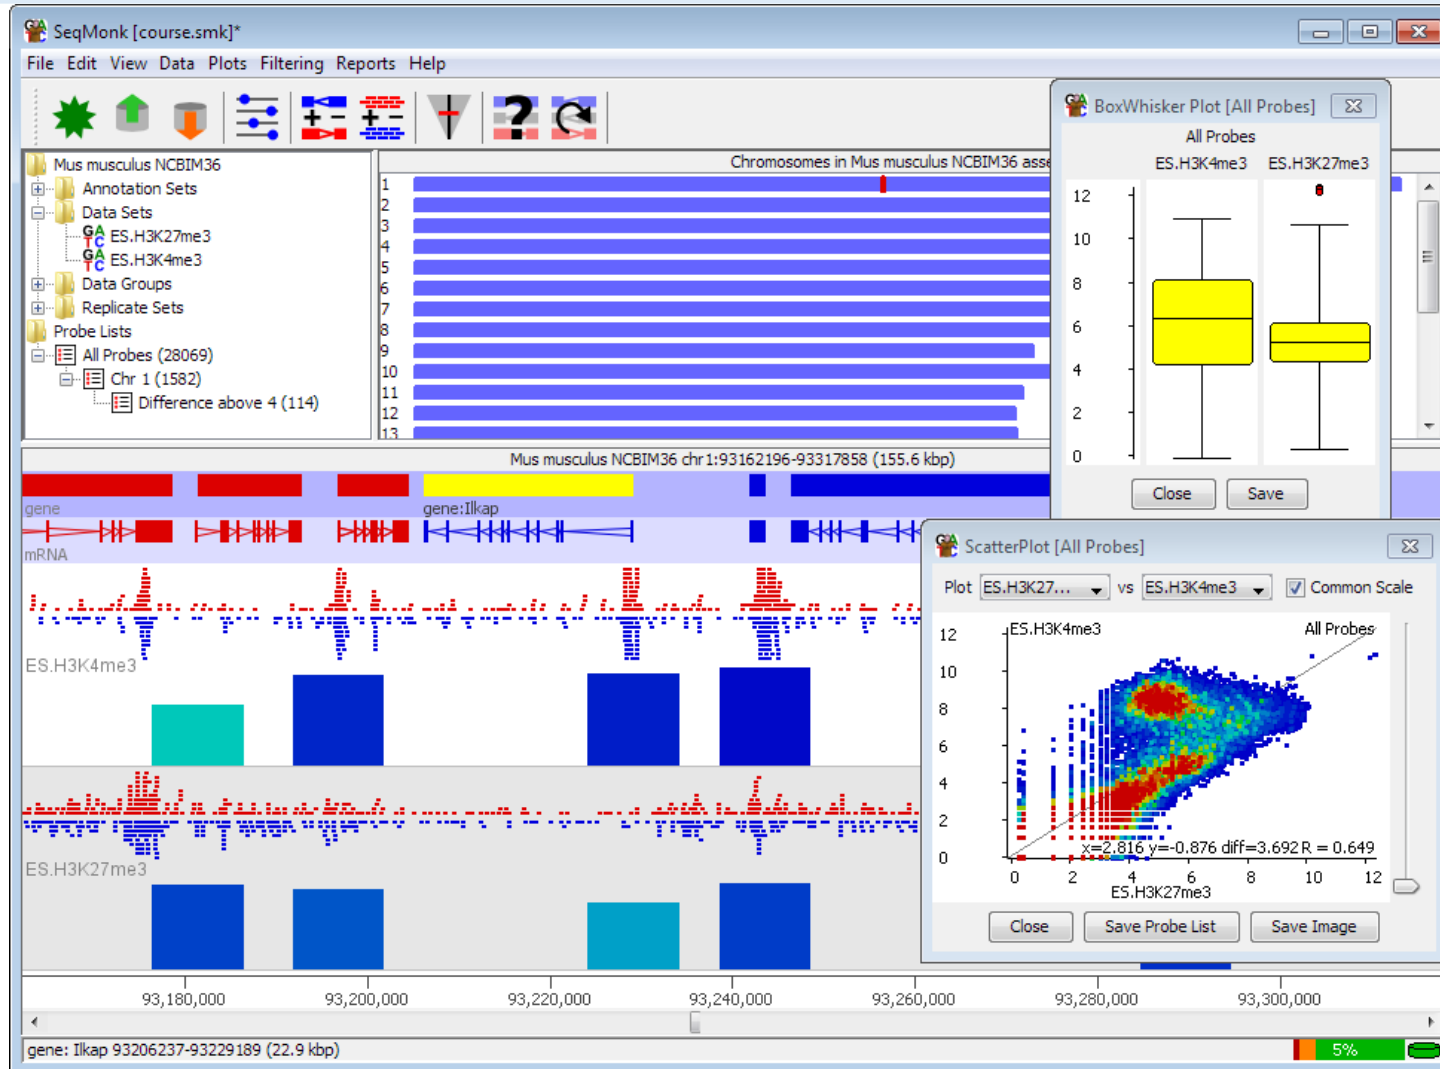 SeqMonk [course.smk]*
File Edit View Data Plots Filtering Reports Help
Mus musculus NCBIM36
Annotation Sets
Data Sets
ES.H3K27me3
ES.H3K4me3
Data Groups
Replicate Sets
Probe Lists
All Probes (28069)
Chr 1 (1582)
Difference above 4 (114)
Chromosomes in Mus musculus NCBIM36 asse
1
2
3
4
5
6
7
8
9
10
11
12
13
BoxWhisker Plot [All Probes]
All Probes
ES.H3K4me3 ES.H3K27me3
12
10
8
6
4
2
0
Close Save
Mus musculus NCBIM36 chr1:93162196-93317858 (155.6 kbp)
gene
gene:Ilkap
mRNA
ES.H3K4me3
ES.H3K27me3
ScatterPlot [All Probes]
Plot ES.H3K27... vs ES.H3K4me3 Common Scale
ES.H3K4me3 All Probes
12
10
8
6
4
2
0
x=2.816 y=-0.876 diff=3.692 R = 0.649
0 2 4 6 8 10 12
ES.H3K27me3
Close Save Probe List Save Image
93,180,000 93,200,000 93,220,000 93,240,000 93,260,000 93,280,000 93,300,000
gene: Ilkap 93206237-93229189 (22.9 kbp)
5%